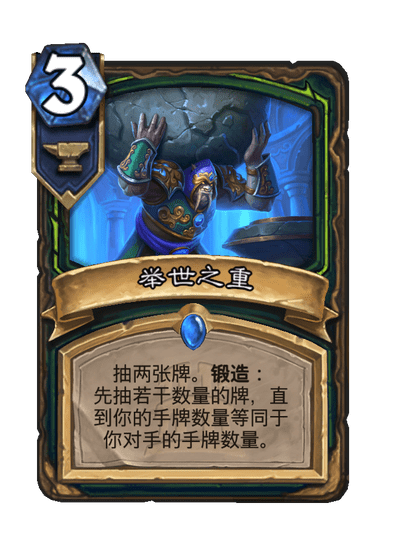 3
举世之重
抽两张牌。锻造：
先抽若干数量的牌，直
到你的手牌数量等同于
你对手的手牌数量。